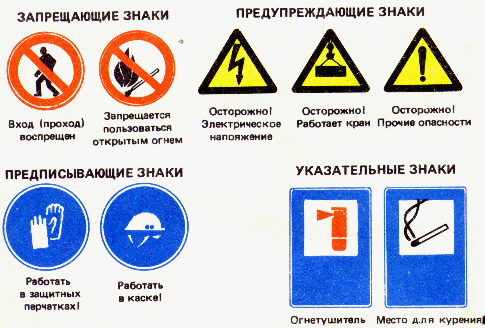 ЗАПРЕЩАЮЩИЕ ЗНАКИ
Вход (проход)
воспрещен
Запрещается
пользоваться
открытым огнем
ПРЕДУПРЕЖДАЮЩИЕ ЗНАКИ
Осторожно!
Электрическое
напояжение
Осторожно!
Работает кран
Осторожно!
Прочие опасности
ПРЕДПИСЫВАЮЩИЕ ЗНАКИ
Работать
в защитных
перчатках!
Работать
в каске!
УКАЗАТЕЛЬНЫЕ ЗНАКИ
Огнетушитель
Место для курения